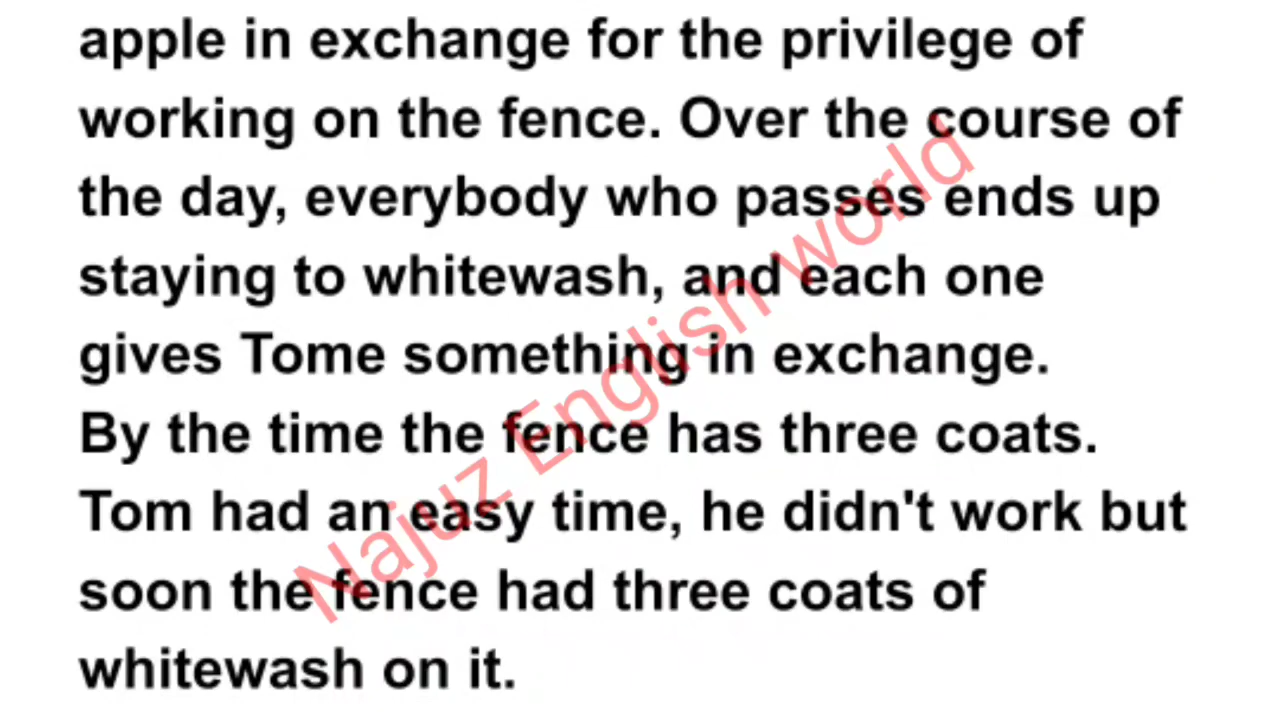 apple in exchange for the privilege of
working on the fence. Over the course of
the day, everybody who passes ends up
staying to whitewash, and each one
gives Tome something in exchange.
By the time the fence has three coats.
Tom had an easy time, he didn't work but
soon the fence had three coats of
whitewash on it.
Najuz English world